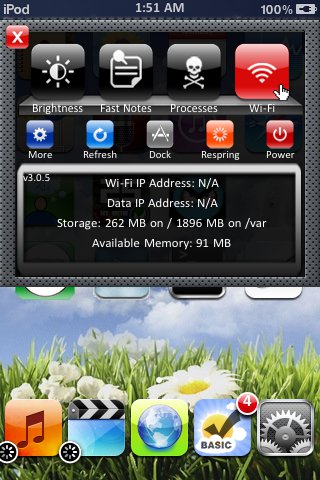 iPod 1:51 AM 100%
X
Brightness Fast Notes Processes Wi-Fi
More Refresh Dock Respring Power
v3.0.5
Wi-Fi IP Address: N/A
Data IP Address: N/A
Storage: 262 MB on / 1896 MB on /var
Available Memory: 91 MB
4
BASIC